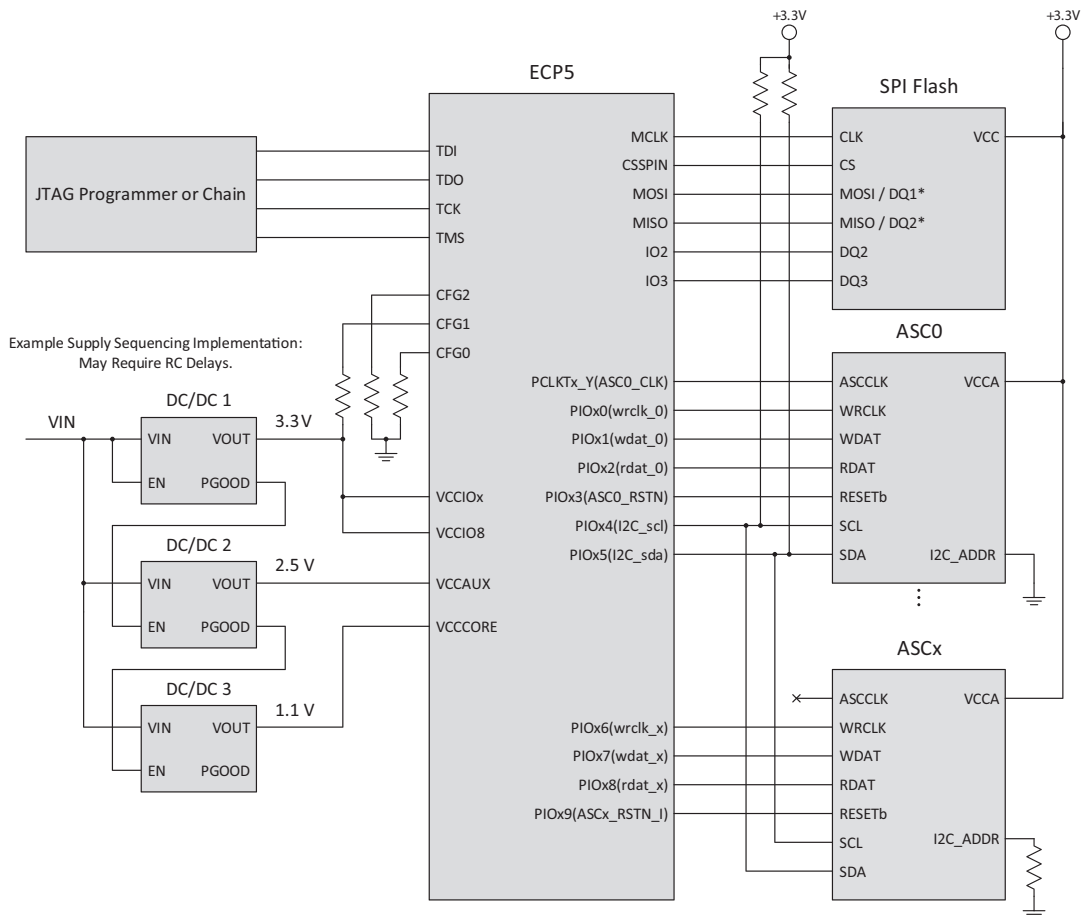 +3.3V
+3.3V
ECP5
SPI Flash
JTAG Programmer or Chain
TDI
TDO
TCK
TMS
CFG2
CFG1
CFG0
MCLK
CSSPIN
MOSI
MISO
IO2
IO3
CLK
CS
MOSI / DQ1*
MISO / DQ2*
DQ2
DQ3
VCC
Example Supply Sequencing Implementation:
May Require RC Delays.
VIN
DC/DC 1
VIN
VOUT
EN
PGOOD
3.3V
DC/DC 2
VIN
VOUT
EN
PGOOD
2.5 V
DC/DC 3
VIN
VOUT
EN
PGOOD
1.1 V
VCCIOx
VCCIO8
VCCAUX
VCCCORE
PCLKTx_Y(ASC0_CLK)
PIOx0(wrclk_0)
PIOx1(wdat_0)
PIOx2(rdat_0)
PIOx3(ASC0_RSTN)
PIOx4(I2C_scl)
PIOx5(I2C_sda)
PIOx6(wrclk_x)
PIOx7(wdat_x)
PIOx8(rdat_x)
PIOx9(ASCx_RSTN_I)
ASC0
ASCCLK
WRCLK
WDAT
RDAT
RESETb
SCL
SDA
VCCA
I2C_ADDR
ASCx
ASCCLK
WRCLK
WDAT
RDAT
RESETb
SCL
SDA
VCCA
I2C_ADDR